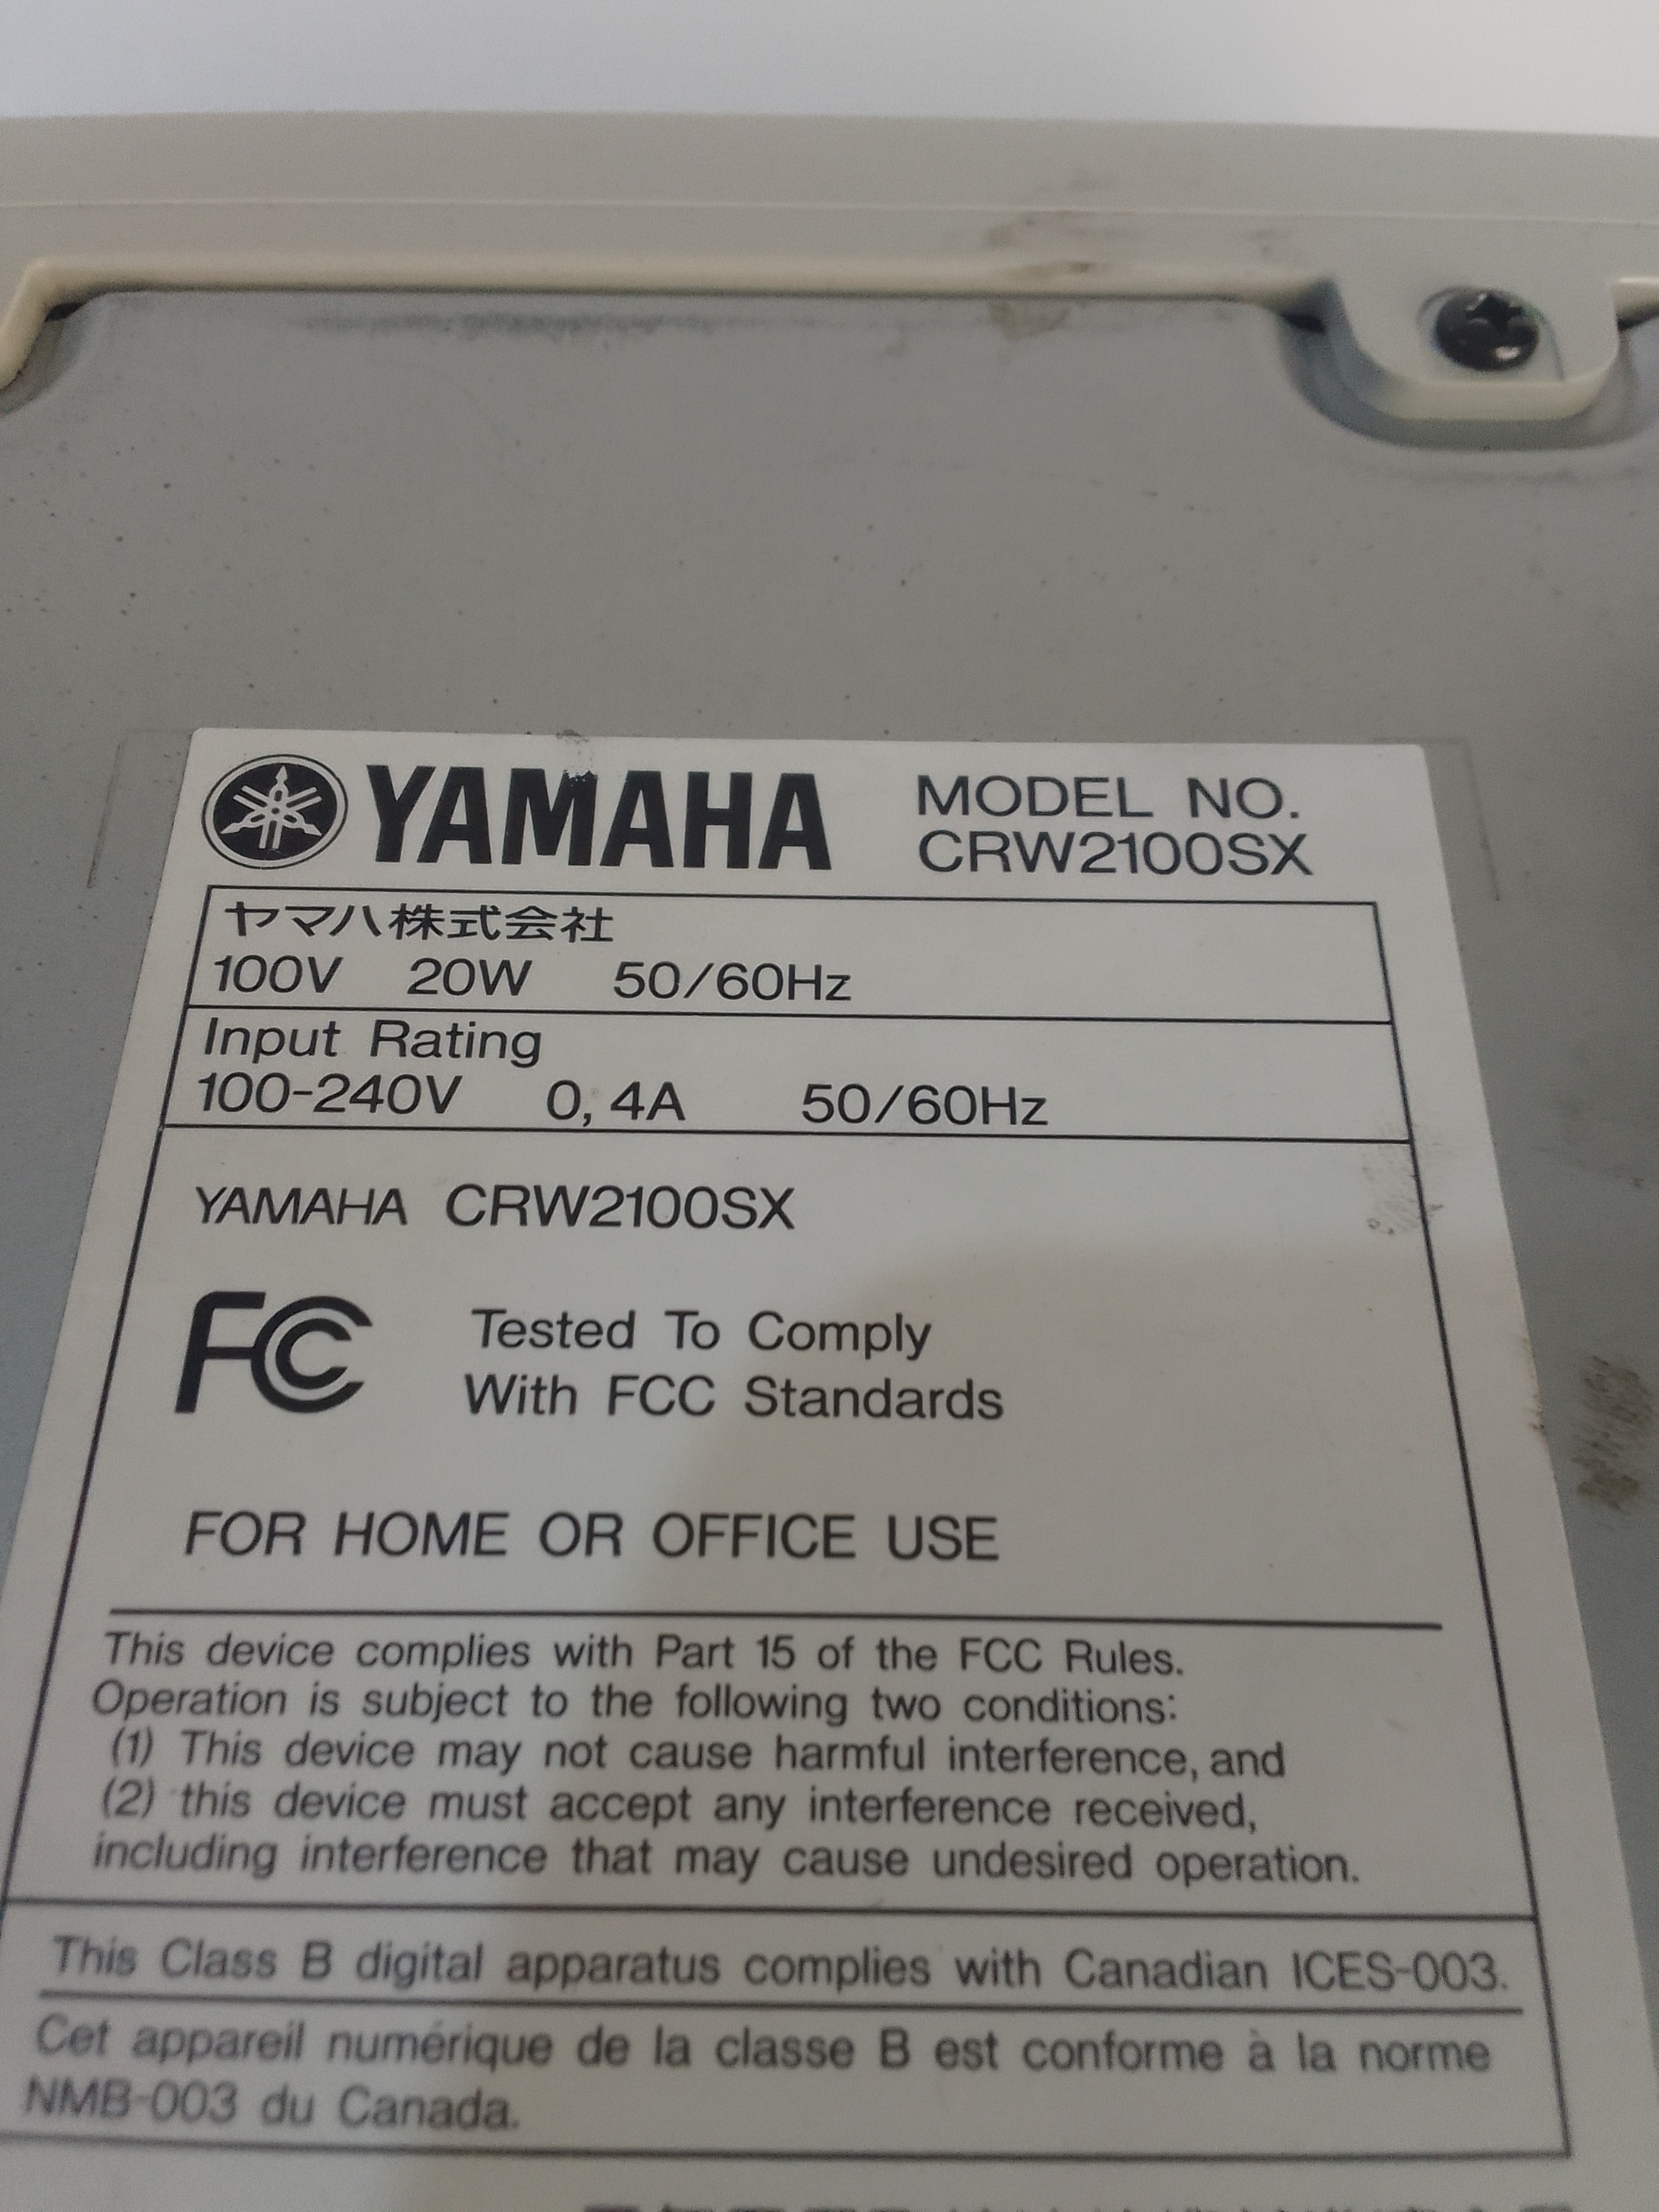 YAMAHA MODEL NO.
CRW2100SX
ヤマハ株式会社
100V 20W 50/60Hz
Input Rating
100-240V 0,4A 50/60Hz
YAMAHA CRW2100SX
FC Tested To Comply
With FCC Standards
FOR HOME OR OFFICE USE
This device complies with Part 15 of the FCC Rules.
Operation is subject to the following two conditions:
(1) This device may not cause harmful interference, and
(2) this device must accept any interference received,
including interference that may cause undesired operation.
This Class B digital apparatus complies with Canadian ICES-003.
Cet appareil numérique de la classe B est conforme à la norme
NMB-003 du Canada.